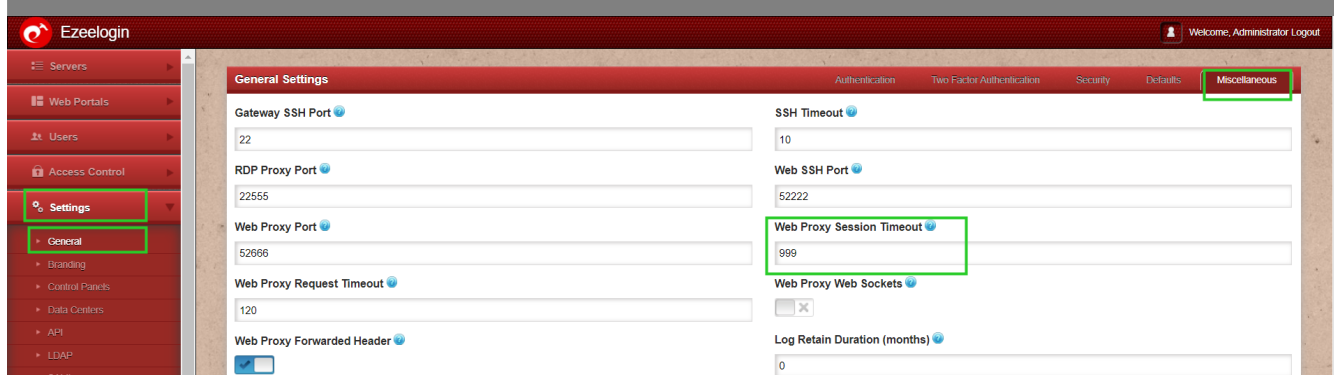 Ezeelogin
Welcome, Administrator Logout
Servers
Web Portals
Users
Access Control
Settings
General
Branding
Control Panels
Data Centers
API
LDAP
General Settings
Authentication
Two Factor Authentication
Security
Defaults
Miscellaneous
Gateway SSH Port
22
SSH Timeout
10
RDP Proxy Port
22555
Web SSH Port
52222
Web Proxy Port
52666
Web Proxy Session Timeout
999
Web Proxy Request Timeout
120
Web Proxy Web Sockets
Web Proxy Forwarded Header
Log Retain Duration (months)
0